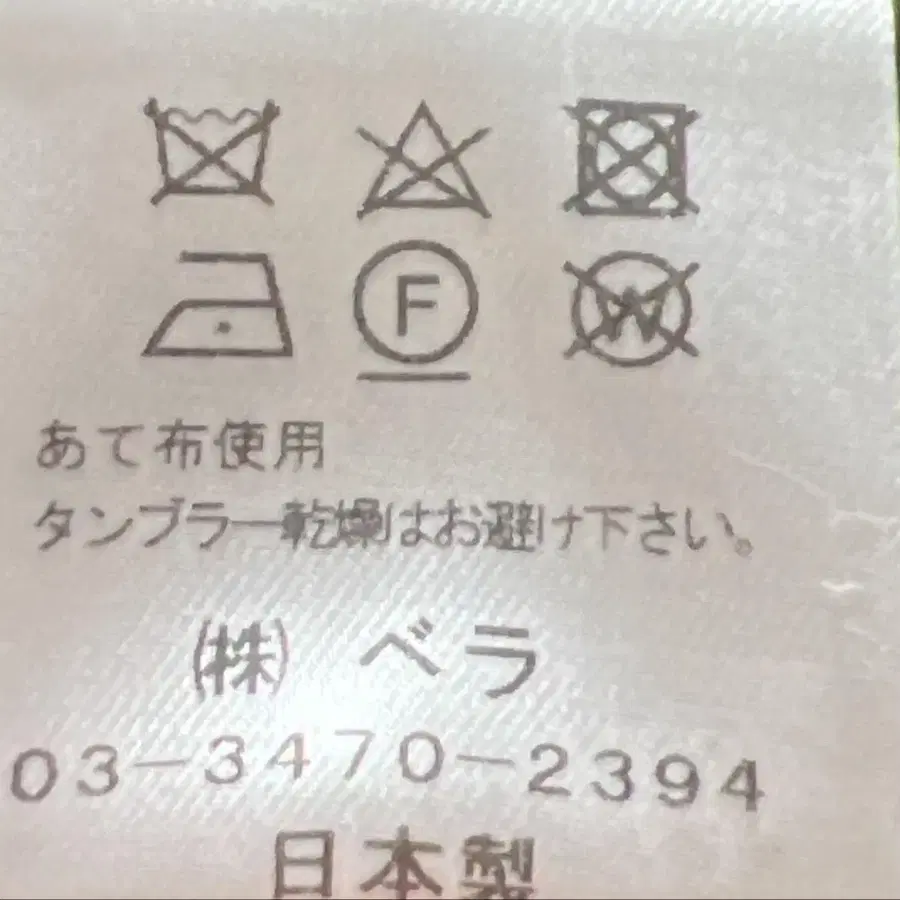 F W
あて布使用
タンブラー乾燥はお避け下さい。
㈱ ベラ
03-3470-2394
日本製